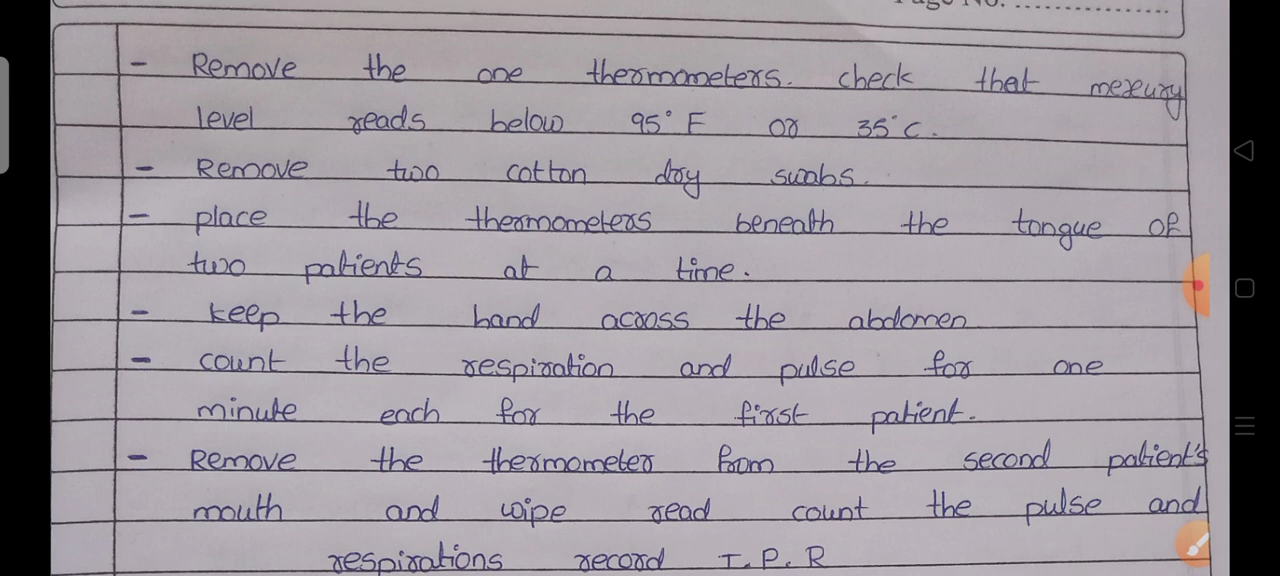 Page No. ..................
- Remove the one thermometers. check that mercury
level reads below 95°F or 35°C.
- Remove two cotton dry swabs.
- place the thermometers beneath the tongue of
two patients at a time.
- keep the hand across the abdomen
- count the respiration and pulse for one
minute each for the first patient.
- Remove the thermometer from the second patient's
mouth and wipe read count the pulse and
respirations record T.P.R